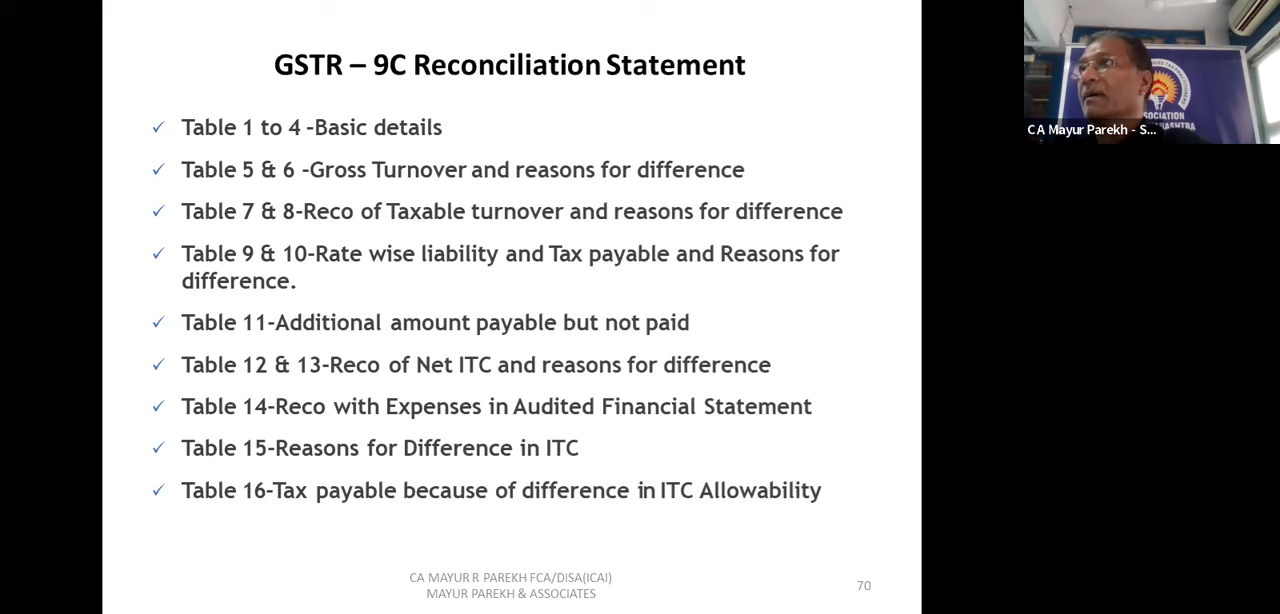 GSTR – 9C Reconciliation Statement
✓ Table 1 to 4 -Basic details
✓ Table 5 & 6 -Gross Turnover and reasons for difference
✓ Table 7 & 8-Reco of Taxable turnover and reasons for difference
✓ Table 9 & 10-Rate wise liability and Tax payable and Reasons for
difference.
✓ Table 11-Additional amount payable but not paid
✓ Table 12 & 13-Reco of Net ITC and reasons for difference
✓ Table 14-Reco with Expenses in Audited Financial Statement
✓ Table 15-Reasons for Difference in ITC
✓ Table 16-Tax payable because of difference in ITC Allowability
CA MAYUR R PAREKH FCA/DISA(ICAI)
MAYUR PAREKH & ASSOCIATES
70
CA Mayur Parekh - S...